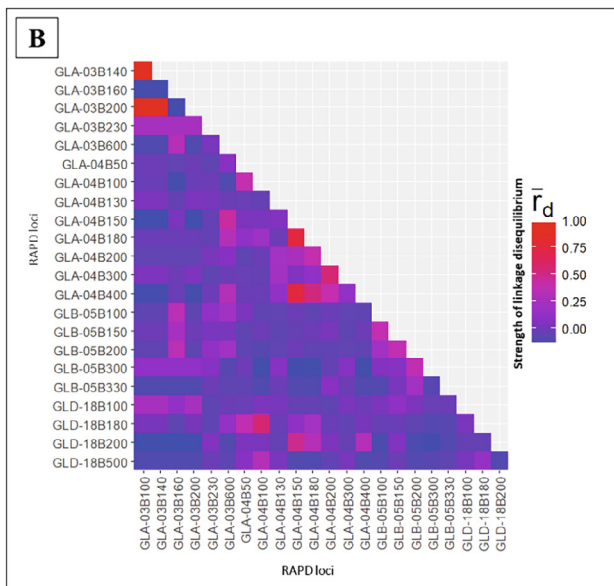 B
GLA-03B140
GLA-03B160
GLA-03B200
GLA-03B230
GLA-03B600
GLA-04B50
GLA-04B100
GLA-04B130
GLA-04B150
GLA-04B180
GLA-04B200
GLA-04B300
GLA-04B400
GLB-05B100
GLB-05B150
GLB-05B200
GLB-05B300
GLB-05B330
GLD-18B100
GLD-18B180
GLD-18B200
GLD-18B500
RAPD loci
GLA-03B100
GLA-03B140
GLA-03B160
GLA-03B200
GLA-03B230
GLA-03B600
GLA-04B50
GLA-04B100
GLA-04B130
GLA-04B150
GLA-04B180
GLA-04B200
GLA-04B300
GLA-04B400
GLB-05B100
GLB-05B150
GLB-05B200
GLB-05B300
GLB-05B330
GLD-18B100
GLD-18B180
GLD-18B200
RAPD loci
Strength of linkage disequilibrium
r̄d
1.00
0.75
0.50
0.25
0.00